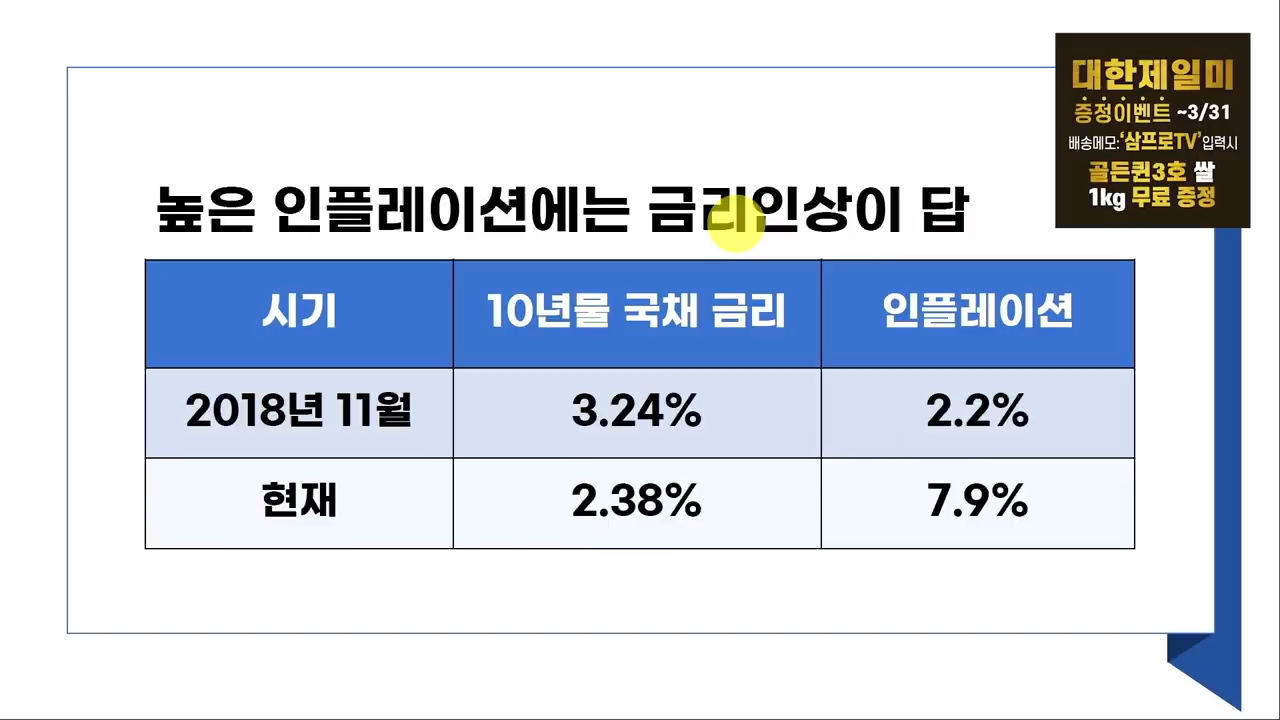 대한제일미
증정이벤트 ~3/31
배송메모:'삼프로TV'입력시
골든퀸3호 쌀
1kg 무료 증정
높은 인플레이션에는 금리인상이 답
시기 10년물 국채 금리 인플레이션
2018년 11월 3.24% 2.2%
현재 2.38% 7.9%